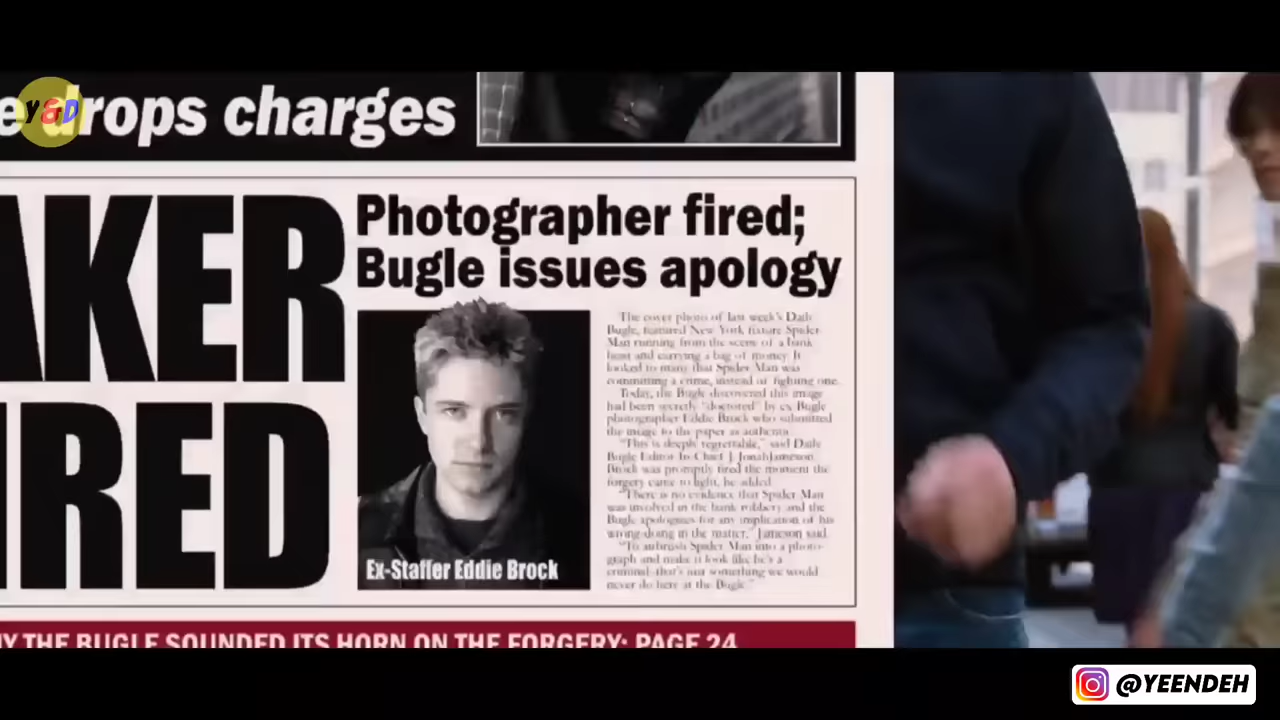 Y&D
e drops charges
AKER
RED
Photographer fired;
Bugle issues apology
The cover photo of last week's Daily
Bugle, featured New York fixture Spider-
Man running from the scene of a bank
heist and carrying a bag of money. It
looked to many that Spider-Man was
committing a crime, instead of fighting one.
Today, the Bugle discovered this image
had been secretly "doctored" by ex-Bugle
photographer Eddie Brock who submitted
the image to the paper as authentic.
"This is deeply regrettable," said Daily
Bugle Editor-In-Chief J. Jonah Jameson.
Brock was promptly fired the moment the
forgery came to light, he added.
"There is no evidence that Spider-Man
was involved in the bank robbery and the
Bugle apologizes for any implication of his
wrong-doing in the matter," Jameson said.
"To airbrush Spider-Man into a photo-
graph and make it look like he's a
criminal, that's just something we would
never do here at the Bugle."
Ex-Staffer Eddie Brock
Y THE BUGLE SOUNDED ITS HORN ON THE FORGERY: PAGE 24
@YEENDEH